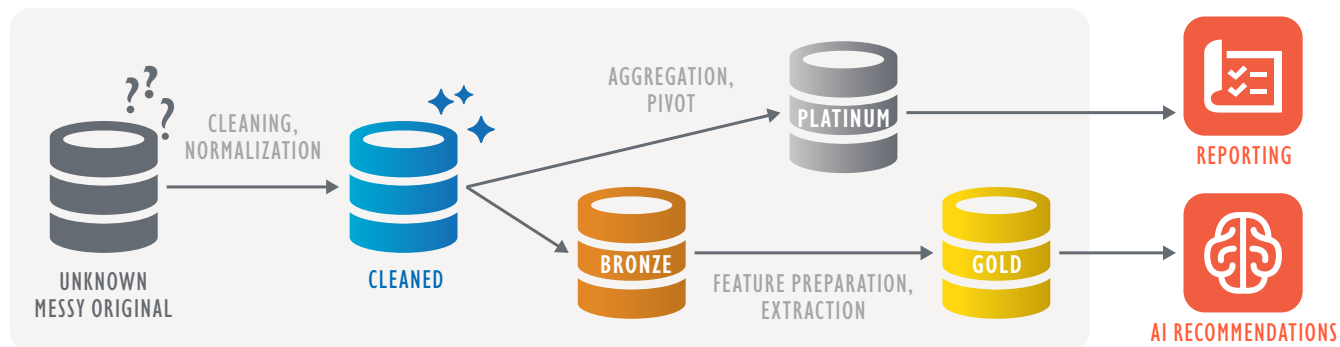 ???
UNKNOWN
MESSY ORIGINAL
CLEANING,
NORMALIZATION
CLEANED
AGGREGATION,
PIVOT
PLATINUM
BRONZE
FEATURE PREPARATION,
EXTRACTION
GOLD
REPORTING
AI RECOMMENDATIONS